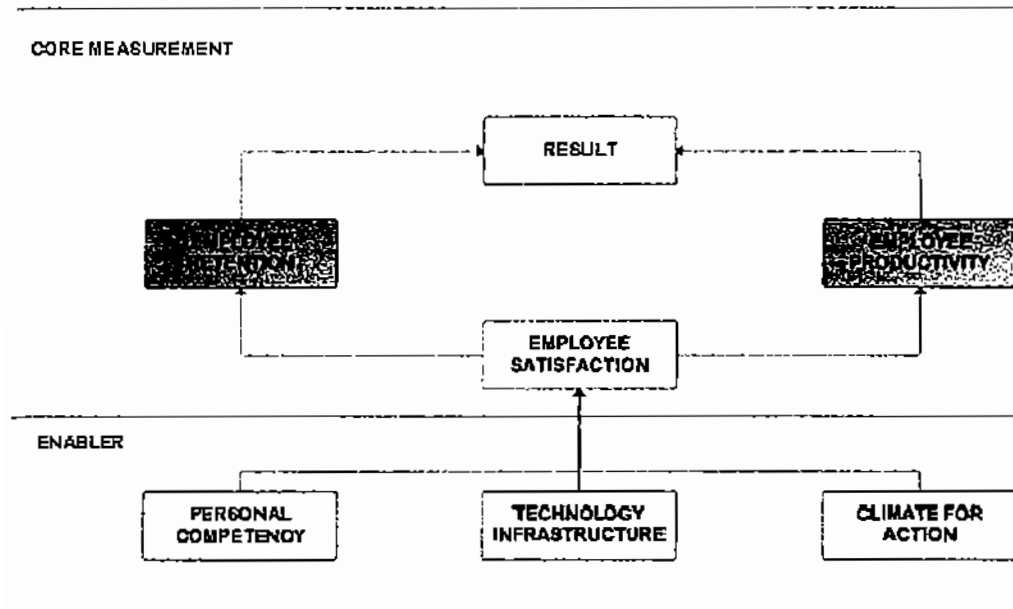 CORE MEASUREMENT
RESULT
EMPLOYEE
RETENTION
EMPLOYEE
PRODUCTIVITY
EMPLOYEE
SATISFACTION
ENABLER
PERSONAL
COMPETENCY
TECHNOLOGY
INFRASTRUCTURE
CLIMATE FOR
ACTION